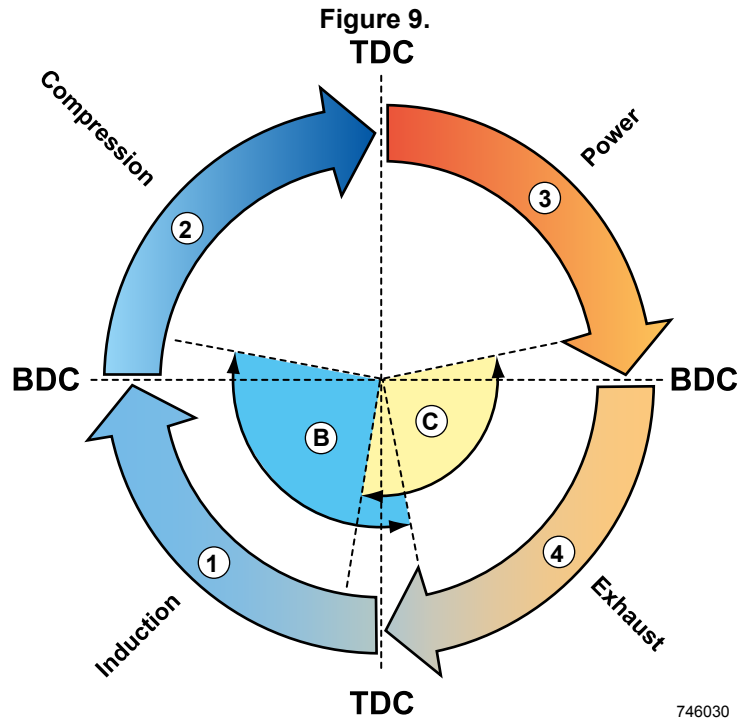 Figure 9.
TDC
Compression
Power
2
3
BDC
BDC
B
C
1
4
Induction
Exhaust
TDC
746030